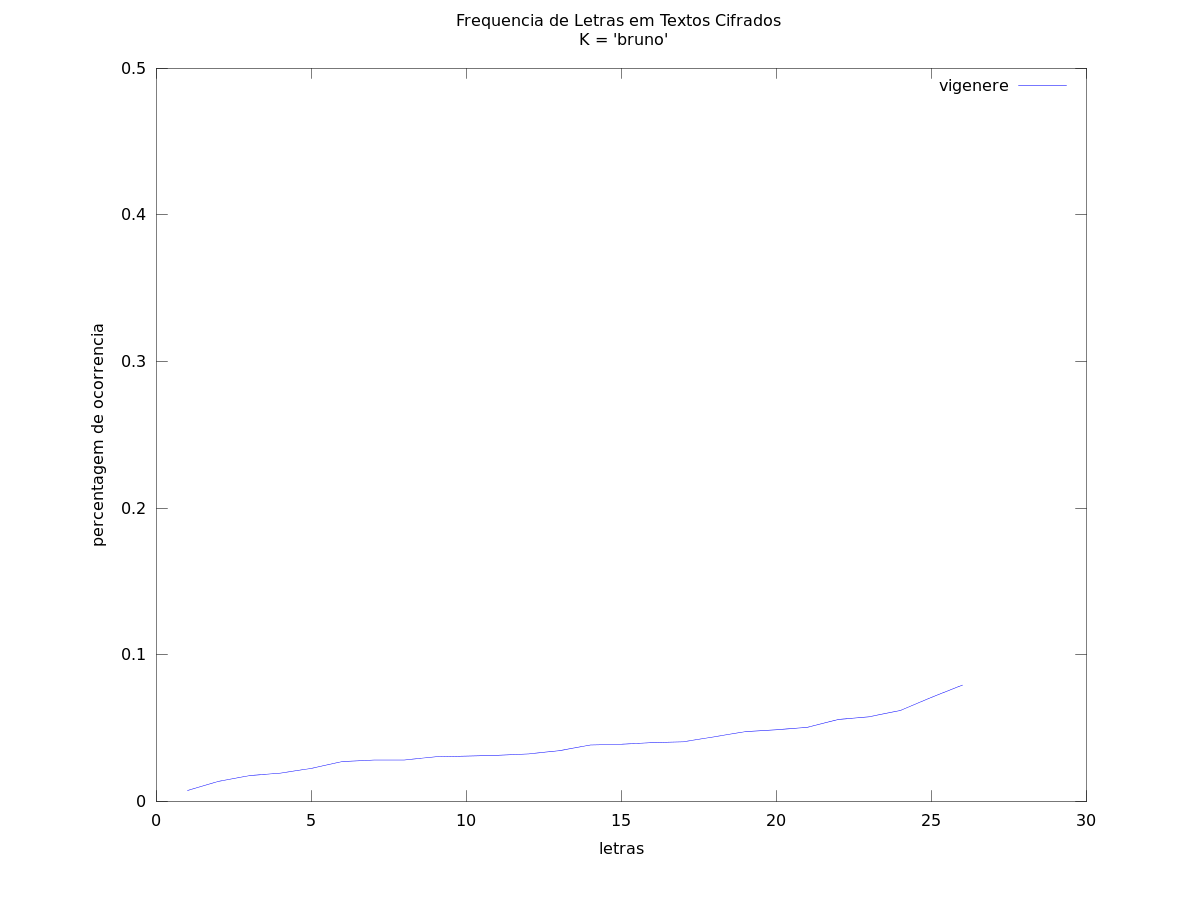 Frequencia de Letras em Textos Cifrados
K = 'bruno'
vigenere
0.5
0.4
0.3
0.2
0.1
0
percentagem de ocorrencia
0 5 10 15 20 25 30
letras